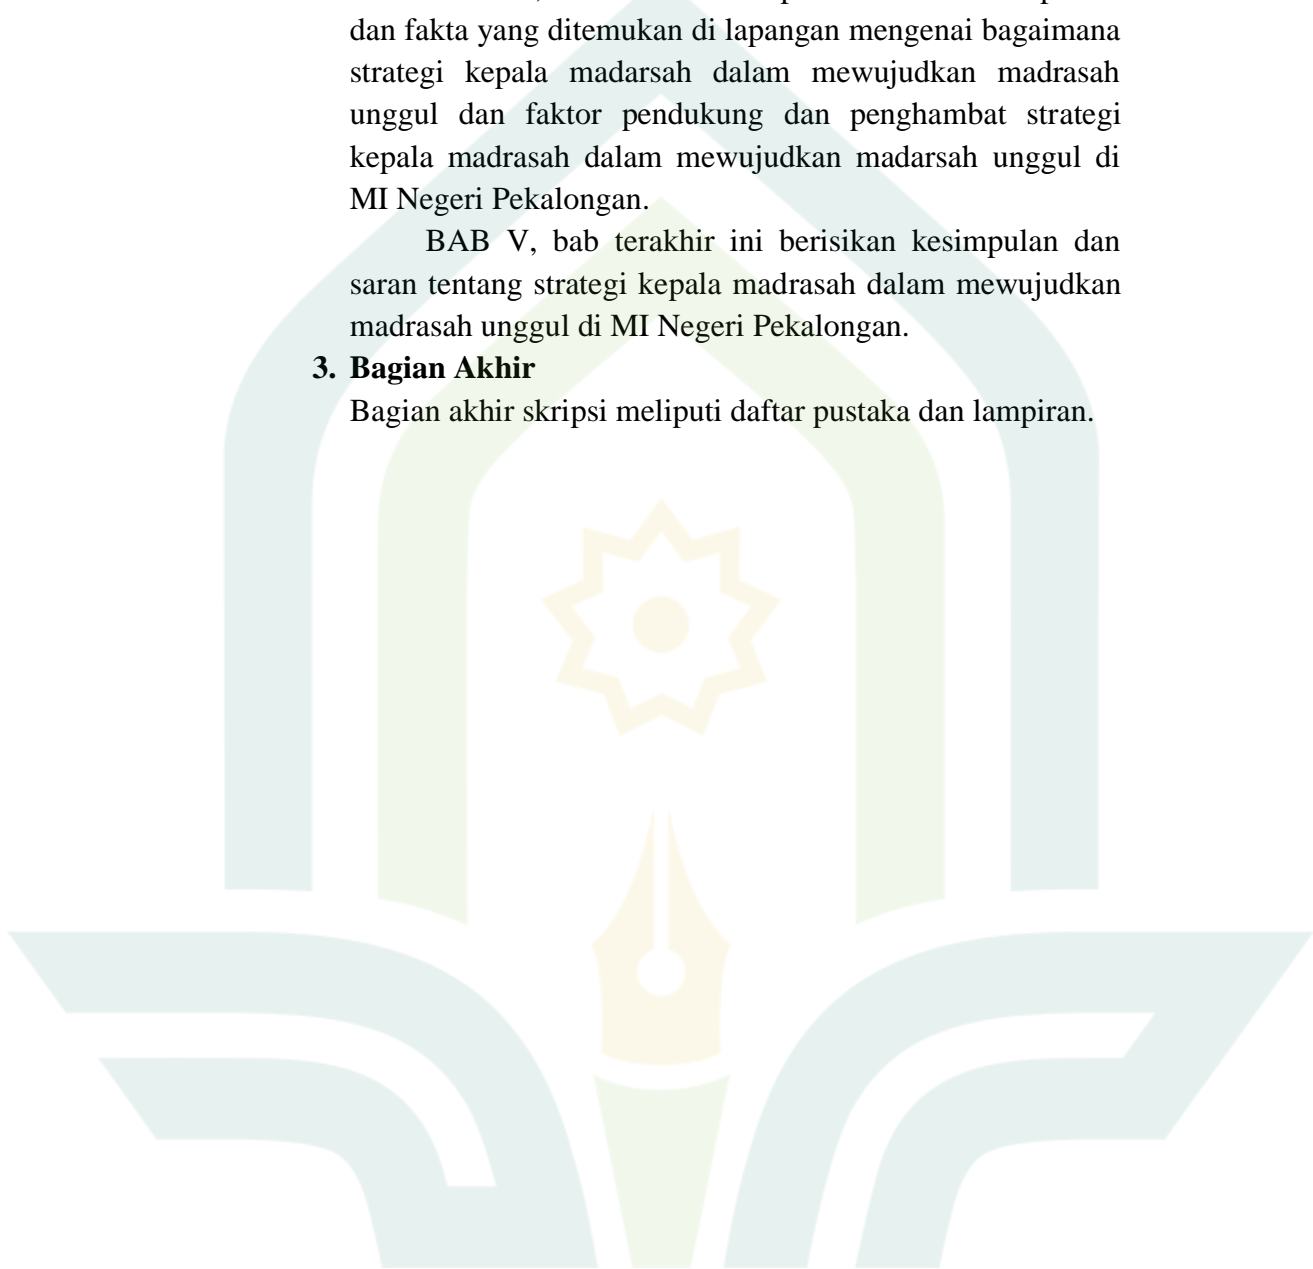 dan fakta yang ditemukan di lapangan mengenai bagaimana
strategi kepala madarsah dalam mewujudkan madrasah
unggul dan faktor pendukung dan penghambat strategi
kepala madrasah dalam mewujudkan madarsah unggul di
MI Negeri Pekalongan.
BAB V, bab terakhir ini berisikan kesimpulan dan
saran tentang strategi kepala madrasah dalam mewujudkan
madrasah unggul di MI Negeri Pekalongan.
3. Bagian Akhir
Bagian akhir skripsi meliputi daftar pustaka dan lampiran.